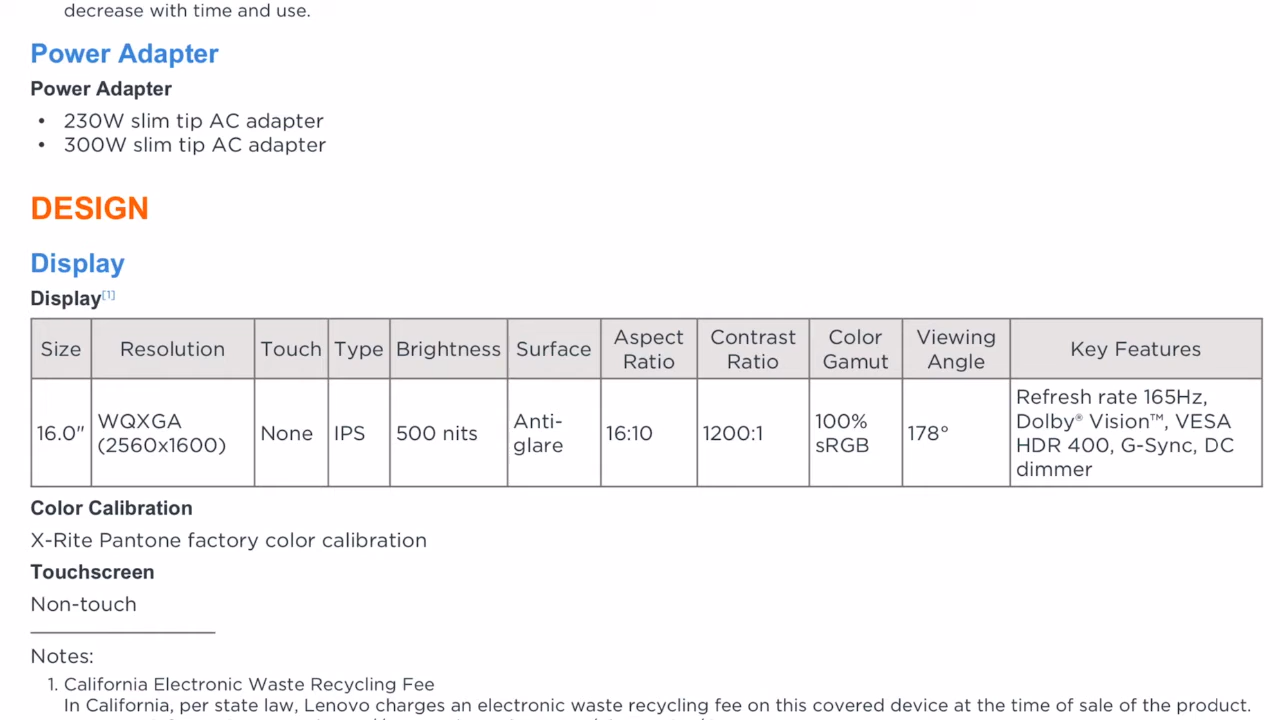 decrease with time and use.
Power Adapter
Power Adapter
• 230W slim tip AC adapter
• 300W slim tip AC adapter
DESIGN
Display
Display[1]
Size Resolution Touch Type Brightness Surface Aspect Ratio Contrast Ratio Color Gamut Viewing Angle Key Features
16.0" WQXGA (2560x1600) None IPS 500 nits Anti-glare 16:10 1200:1 100% sRGB 178° Refresh rate 165Hz, Dolby® Vision™, VESA HDR 400, G-Sync, DC dimmer
Color Calibration
X-Rite Pantone factory color calibration
Touchscreen
Non-touch
Notes:
1. California Electronic Waste Recycling Fee
In California, per state law, Lenovo charges an electronic waste recycling fee on this covered device at the time of sale of the product.